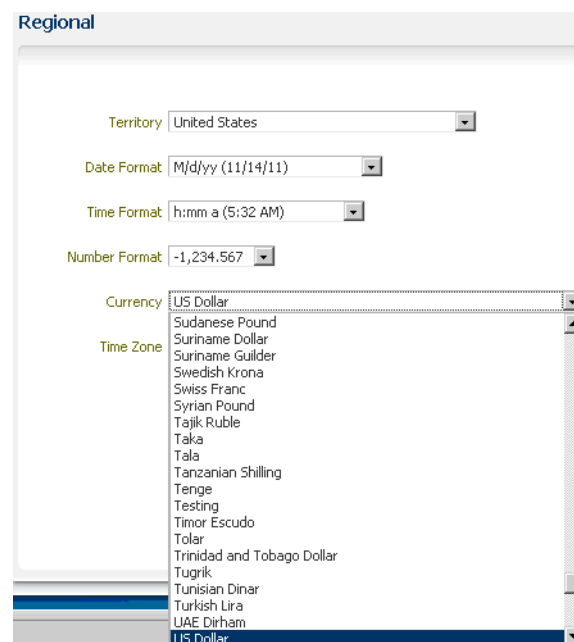 Regional
Territory United States
Date Format M/d/yy (11/14/11)
Time Format h:mm a (5:32 AM)
Number Format -1,234.567
Currency US Dollar
Sudanese Pound
Time Zone Suriname Dollar
Suriname Guilder
Swedish Krona
Swiss Franc
Syrian Pound
Tajik Ruble
Taka
Tala
Tanzanian Shilling
Tenge
Testing
Timor Escudo
Tolar
Trinidad and Tobago Dollar
Tugrik
Tunisian Dinar
Turkish Lira
UAE Dirham
US Dollar